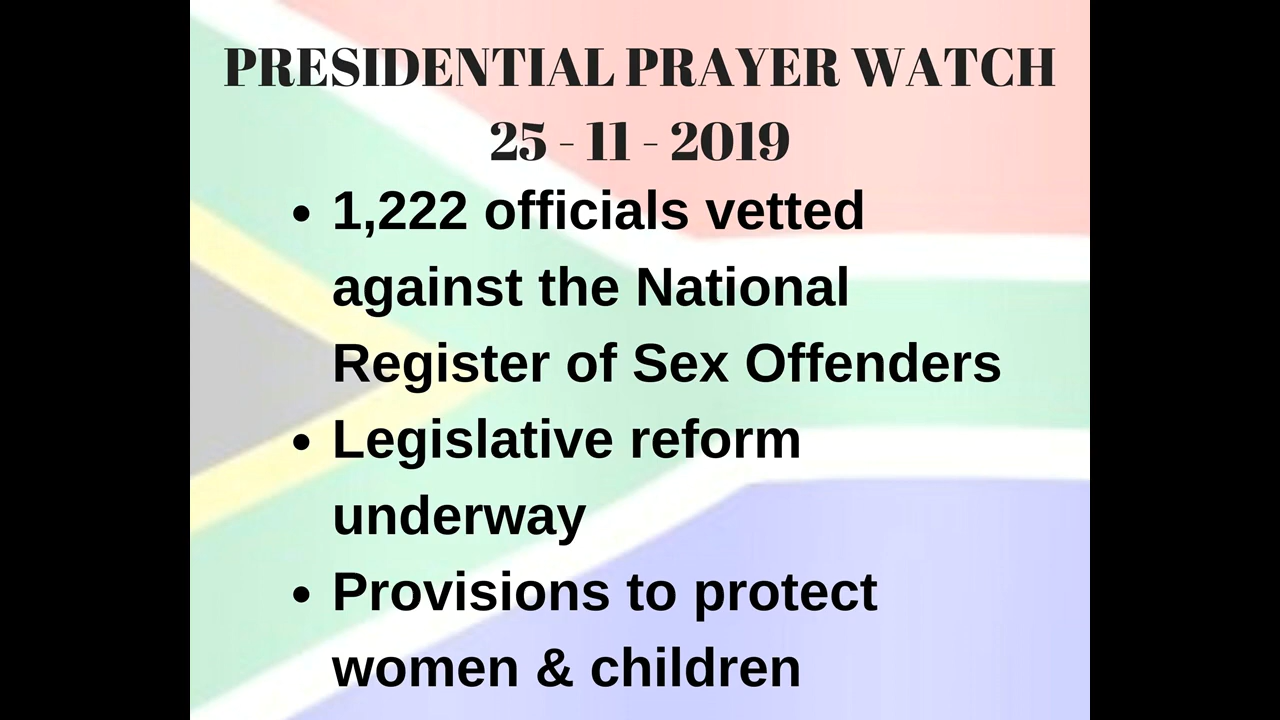 PRESIDENTIAL PRAYER WATCH
25 - 11 - 2019
• 1,222 officials vetted
against the National
Register of Sex Offenders
• Legislative reform
underway
• Provisions to protect
women & children